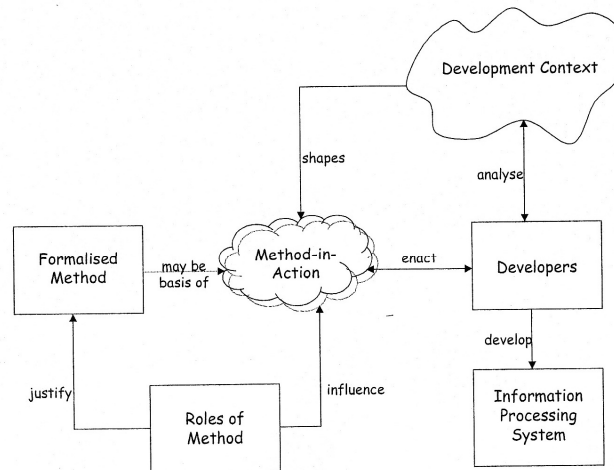 Development Context
shapes
analyse
Formalised
Method
may be
basis of
Method-in-
Action
enact
Developers
develop
justify
Roles of
Method
influence
Information
Processing
System